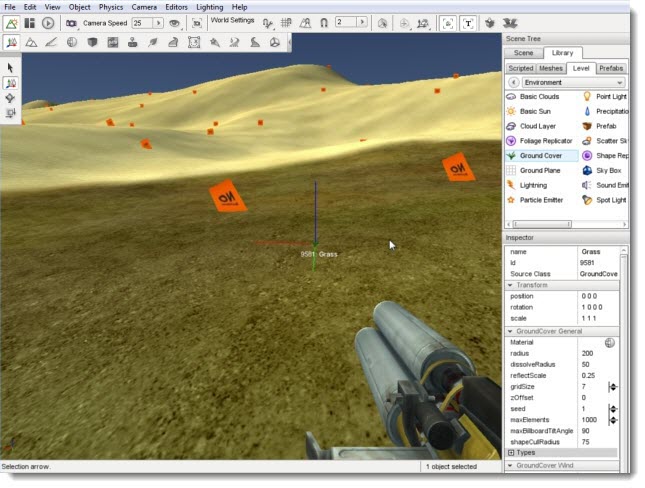 File Edit View Object Physics Camera Editors Lighting Help
Camera Speed 25 World Settings 2
Scene Tree
Scene Library
Scripted Meshes Level Prefabs
Environment
Basic Clouds Point Light
Basic Sun Precipitatio
Cloud Layer Prefab
Foliage Replicator Scatter Sk
Ground Cover Shape Rep
Ground Plane Sky Box
Lightning Sound Emit
Particle Emitter Spot Light
NO
NO
9581 Grass
Inspector
name Grass
Id 9581
Source Class GroundCove
Transform
position 0 0 0
rotation 1 0 0 0
scale 1 1 1
GroundCover General
Material
radius 200
dissolveRadius 50
reflectScale 0.25
gridSize 7
zOffset 0
seed 1
maxElements 1000
maxBillboardTiltAngle 90
shapeCullRadius 75
Types
GroundCover Wind
Selection arrow. 1 object selected